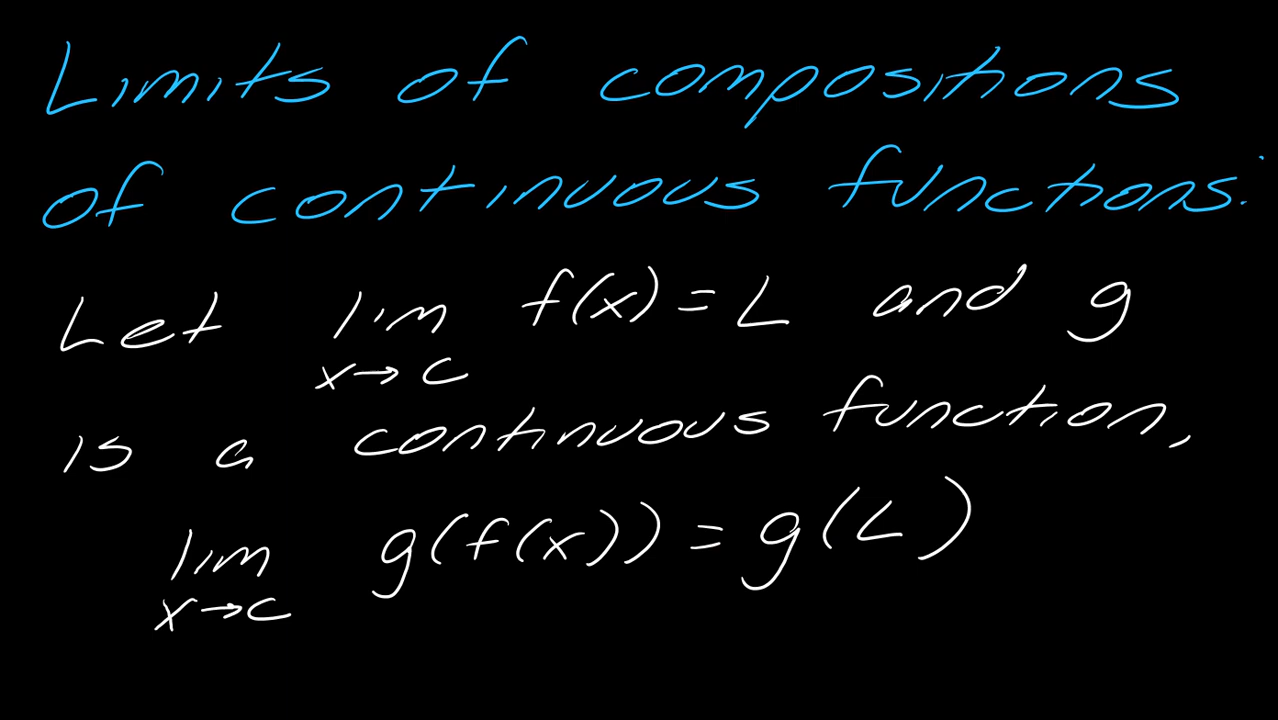 Limits of compositions
of continuous functions:
Let lim f(x) = L and g
x→c
is a continuous function,
lim g(f(x)) = g(L)
x→c